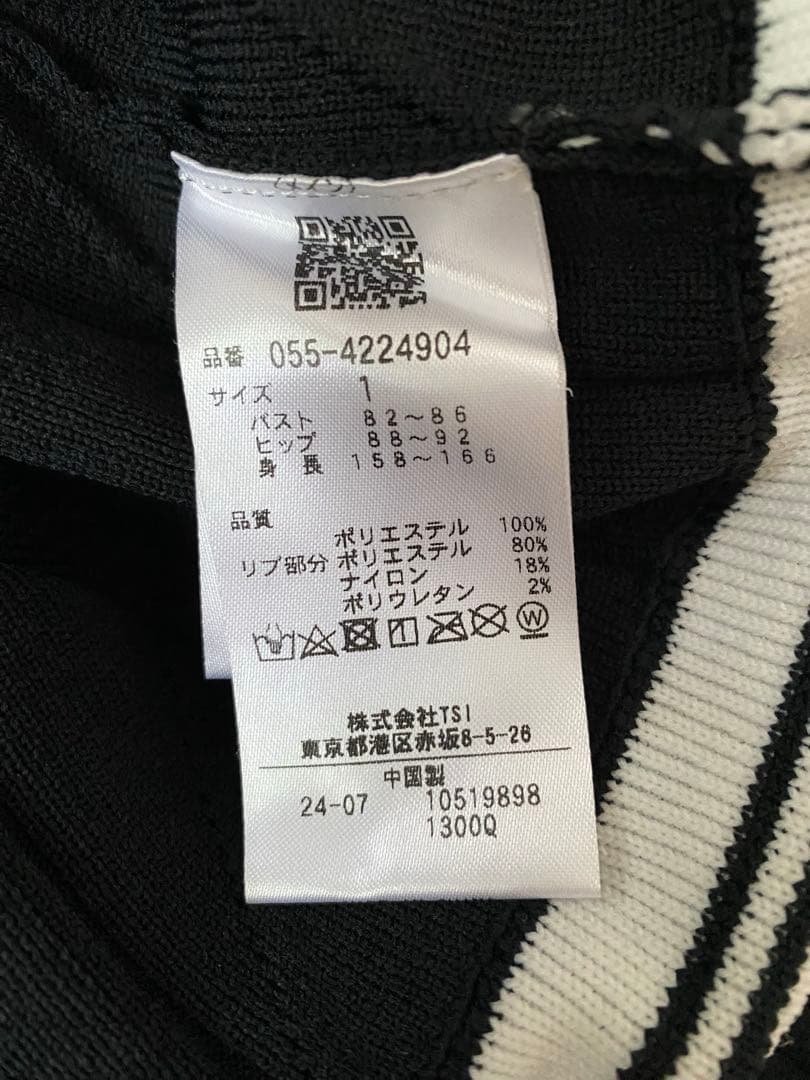 品番 055-4224904
サイズ 1
バスト 82～86
ヒップ 88～92
身長 158～166
品質
ポリエステル 100%
リブ部分 ポリエステル 80%
ナイロン 18%
ポリウレタン 2%
W
株式会社TSI
東京都港区赤坂8-5-26
中国製
24-07 10519898
1300Q